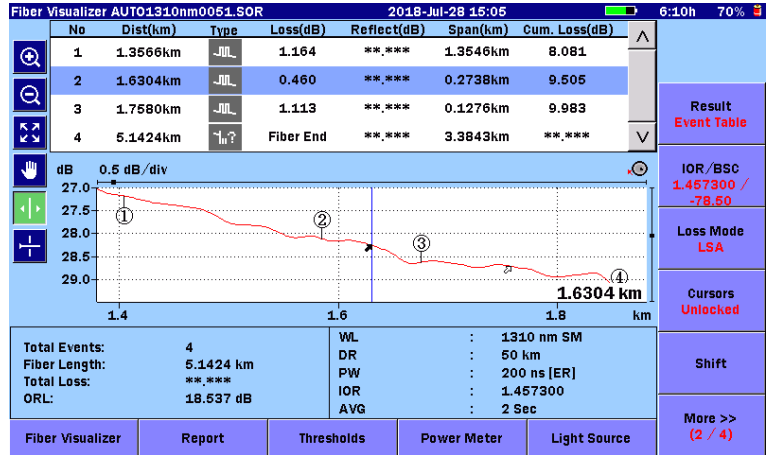 Fiber Visualizer AUTO1310nm0051.SOR 2018-Jul-28 15:05 6:10h 70%
No Dist(km) Type Loss(dB) Reflect(dB) Span(km) Cum. Loss(dB)
1 1.3566km 1.164 **.*** 1.3546km 8.081
2 1.6304km 0.460 **.*** 0.2738km 9.505
3 1.7580km 1.113 **.*** 0.1276km 9.983
4 5.1424km ? Fiber End **.*** 3.3843km **.***
dB 0.5 dB/div
27.0
27.5
28.0
28.5
29.0
① ② ③ ④
1.6304 km
1.4 1.6 1.8 km
Total Events: 4
Fiber Length: 5.1424 km
Total Loss: **.***
ORL: 18.537 dB
WL : 1310 nm SM
DR : 50 km
PW : 200 ns [ER]
IOR : 1.457300
AVG : 2 Sec
Result
Event Table
IOR/BSC
1.457300 /
-78.50
Loss Mode
LSA
Cursors
Unlocked
Shift
More >>
(2 / 4)
Fiber Visualizer Report Thresholds Power Meter Light Source